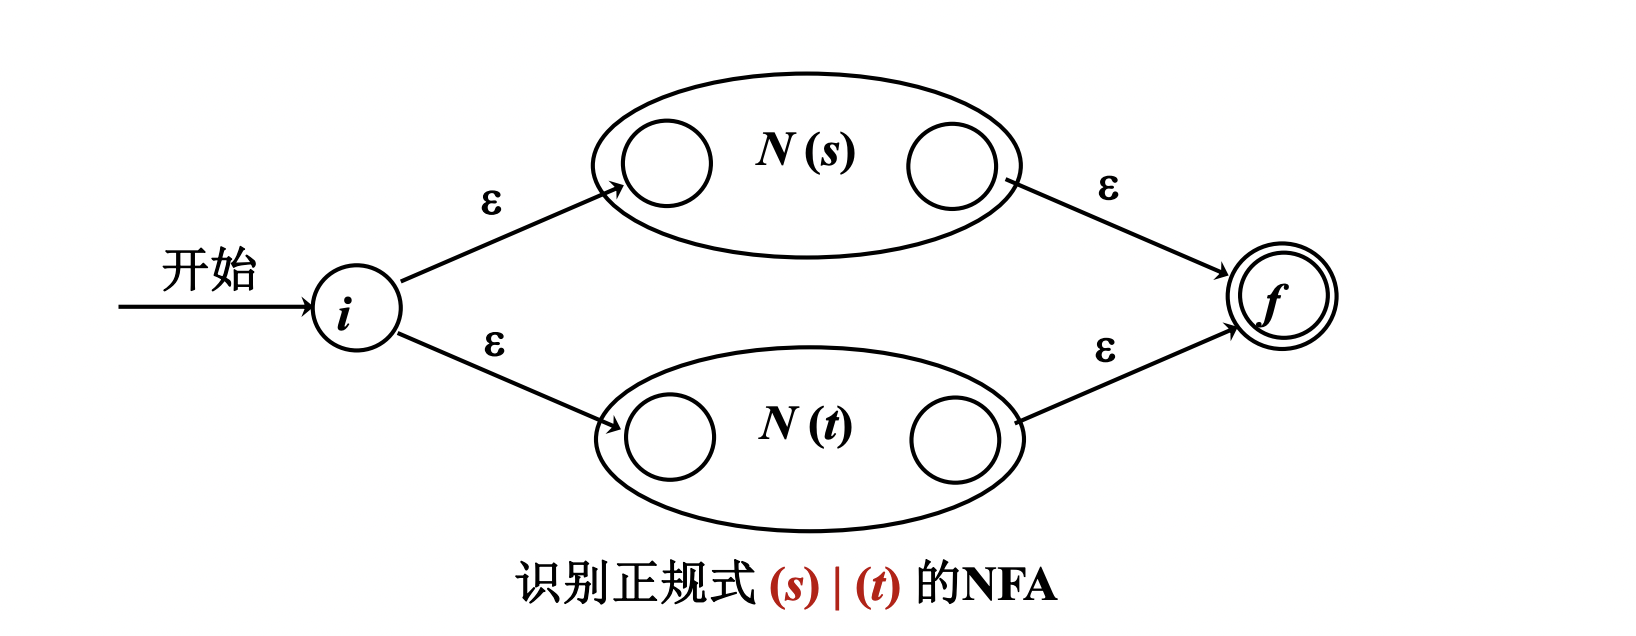 N (s)
ε
ε
开始
i
f
ε
ε
N (t)
识别正规式 (s) | (t) 的NFA